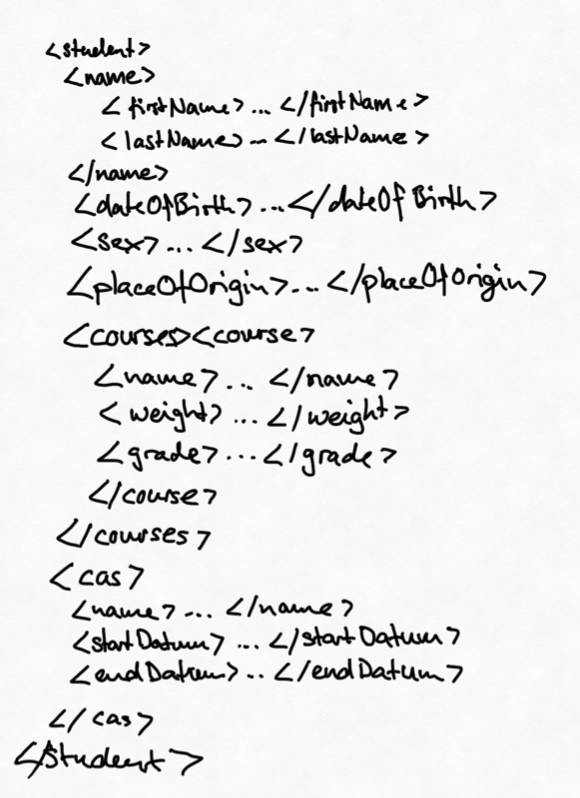 <student>
<name>
<firstName>... </firstName>
<lastName> .. </lastName>
</name>
<dateOfBirth>...</dateOfBirth>
<sex>... </sex>
<placeOfOrigin>... </placeOfOrigin>
<courses><course>
<name>... </name>
<weight> ... </weight>
<grade>...</grade>
</course>
</courses>
<cas>
<name>... </name>
<startDatum> ... </startDatum>
<endDatum> .. </endDatum>
</cas>
</student>